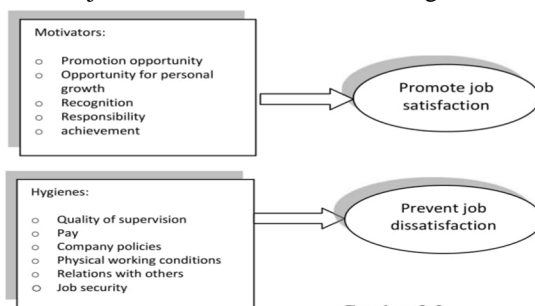 Motivators:
o Promotion opportunity
o Opportunity for personal
growth
o Recognition
o Responsibility
o achievement
Promote job
satisfaction
Hygienes:
o Quality of supervision
o Pay
o Company policies
o Physical working conditions
o Relations with others
o Job security
Prevent job
dissatisfaction